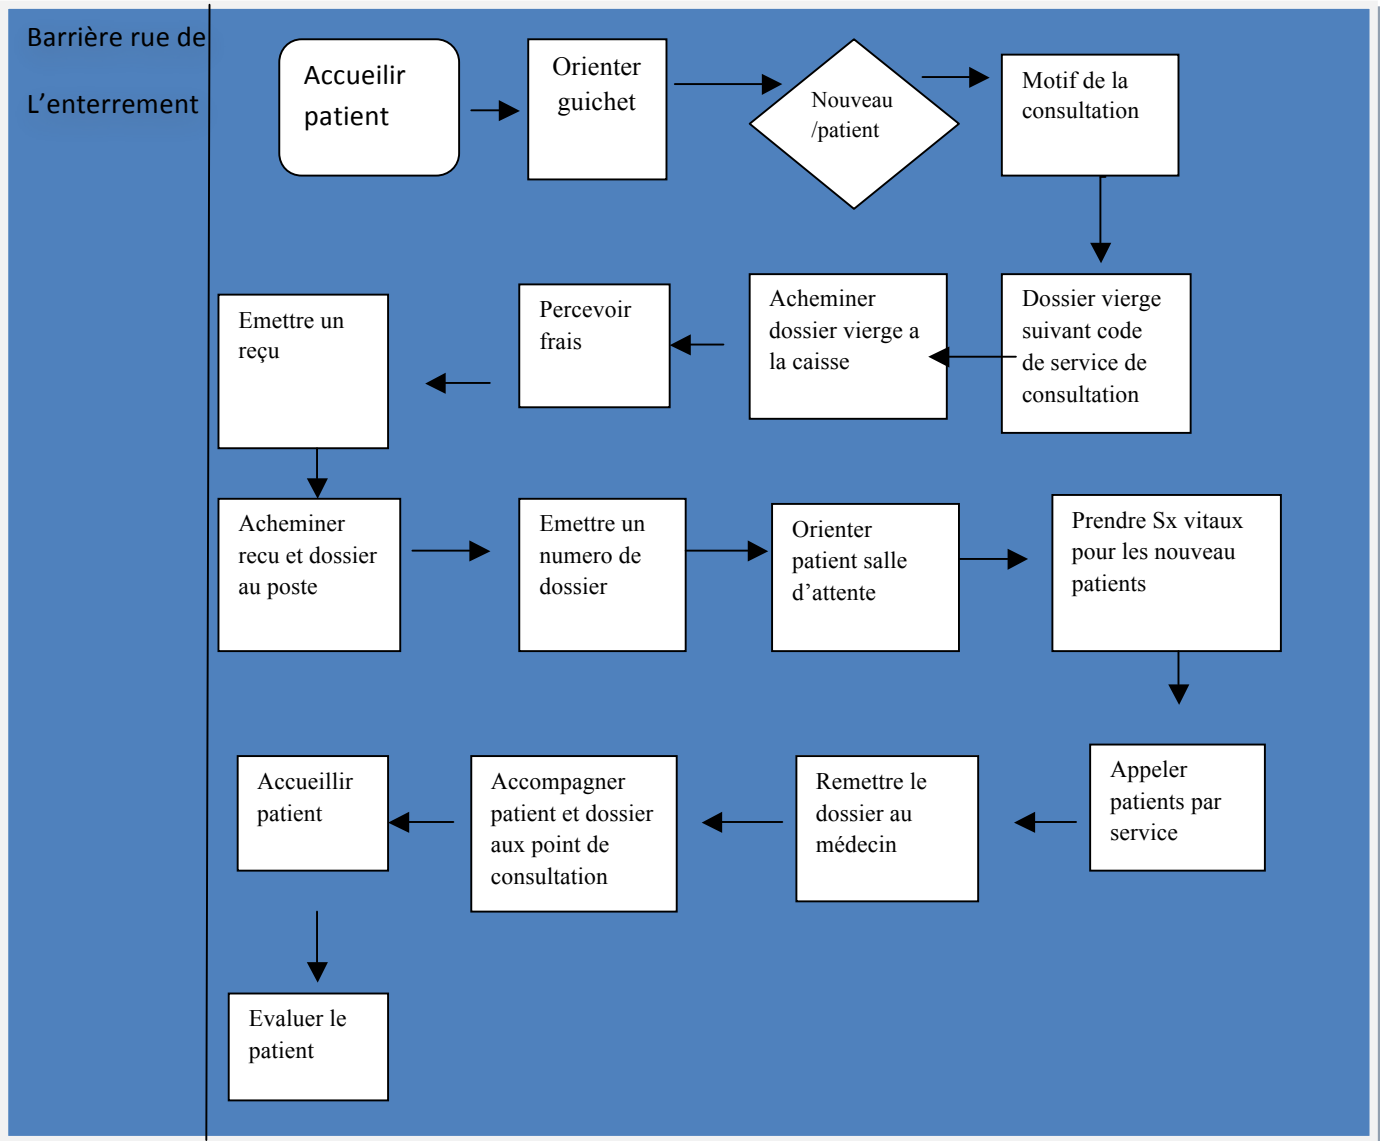 Barrière rue de
L’enterrement
Accueilir
patient
Orienter
guichet
Nouveau
/patient
Motif de la
consultation
Dossier vierge
suivant code
de service de
consultation
Acheminer
dossier vierge a
la caisse
Percevoir
frais
Emettre un
reçu
Acheminer
recu et dossier
au poste
Emettre un
numero de
dossier
Orienter
patient salle
d’attente
Prendre Sx vitaux
pour les nouveau
patients
Appeler
patients par
service
Remettre le
dossier au
médecin
Accompagner
patient et dossier
aux point de
consultation
Accueillir
patient
Evaluer le
patient